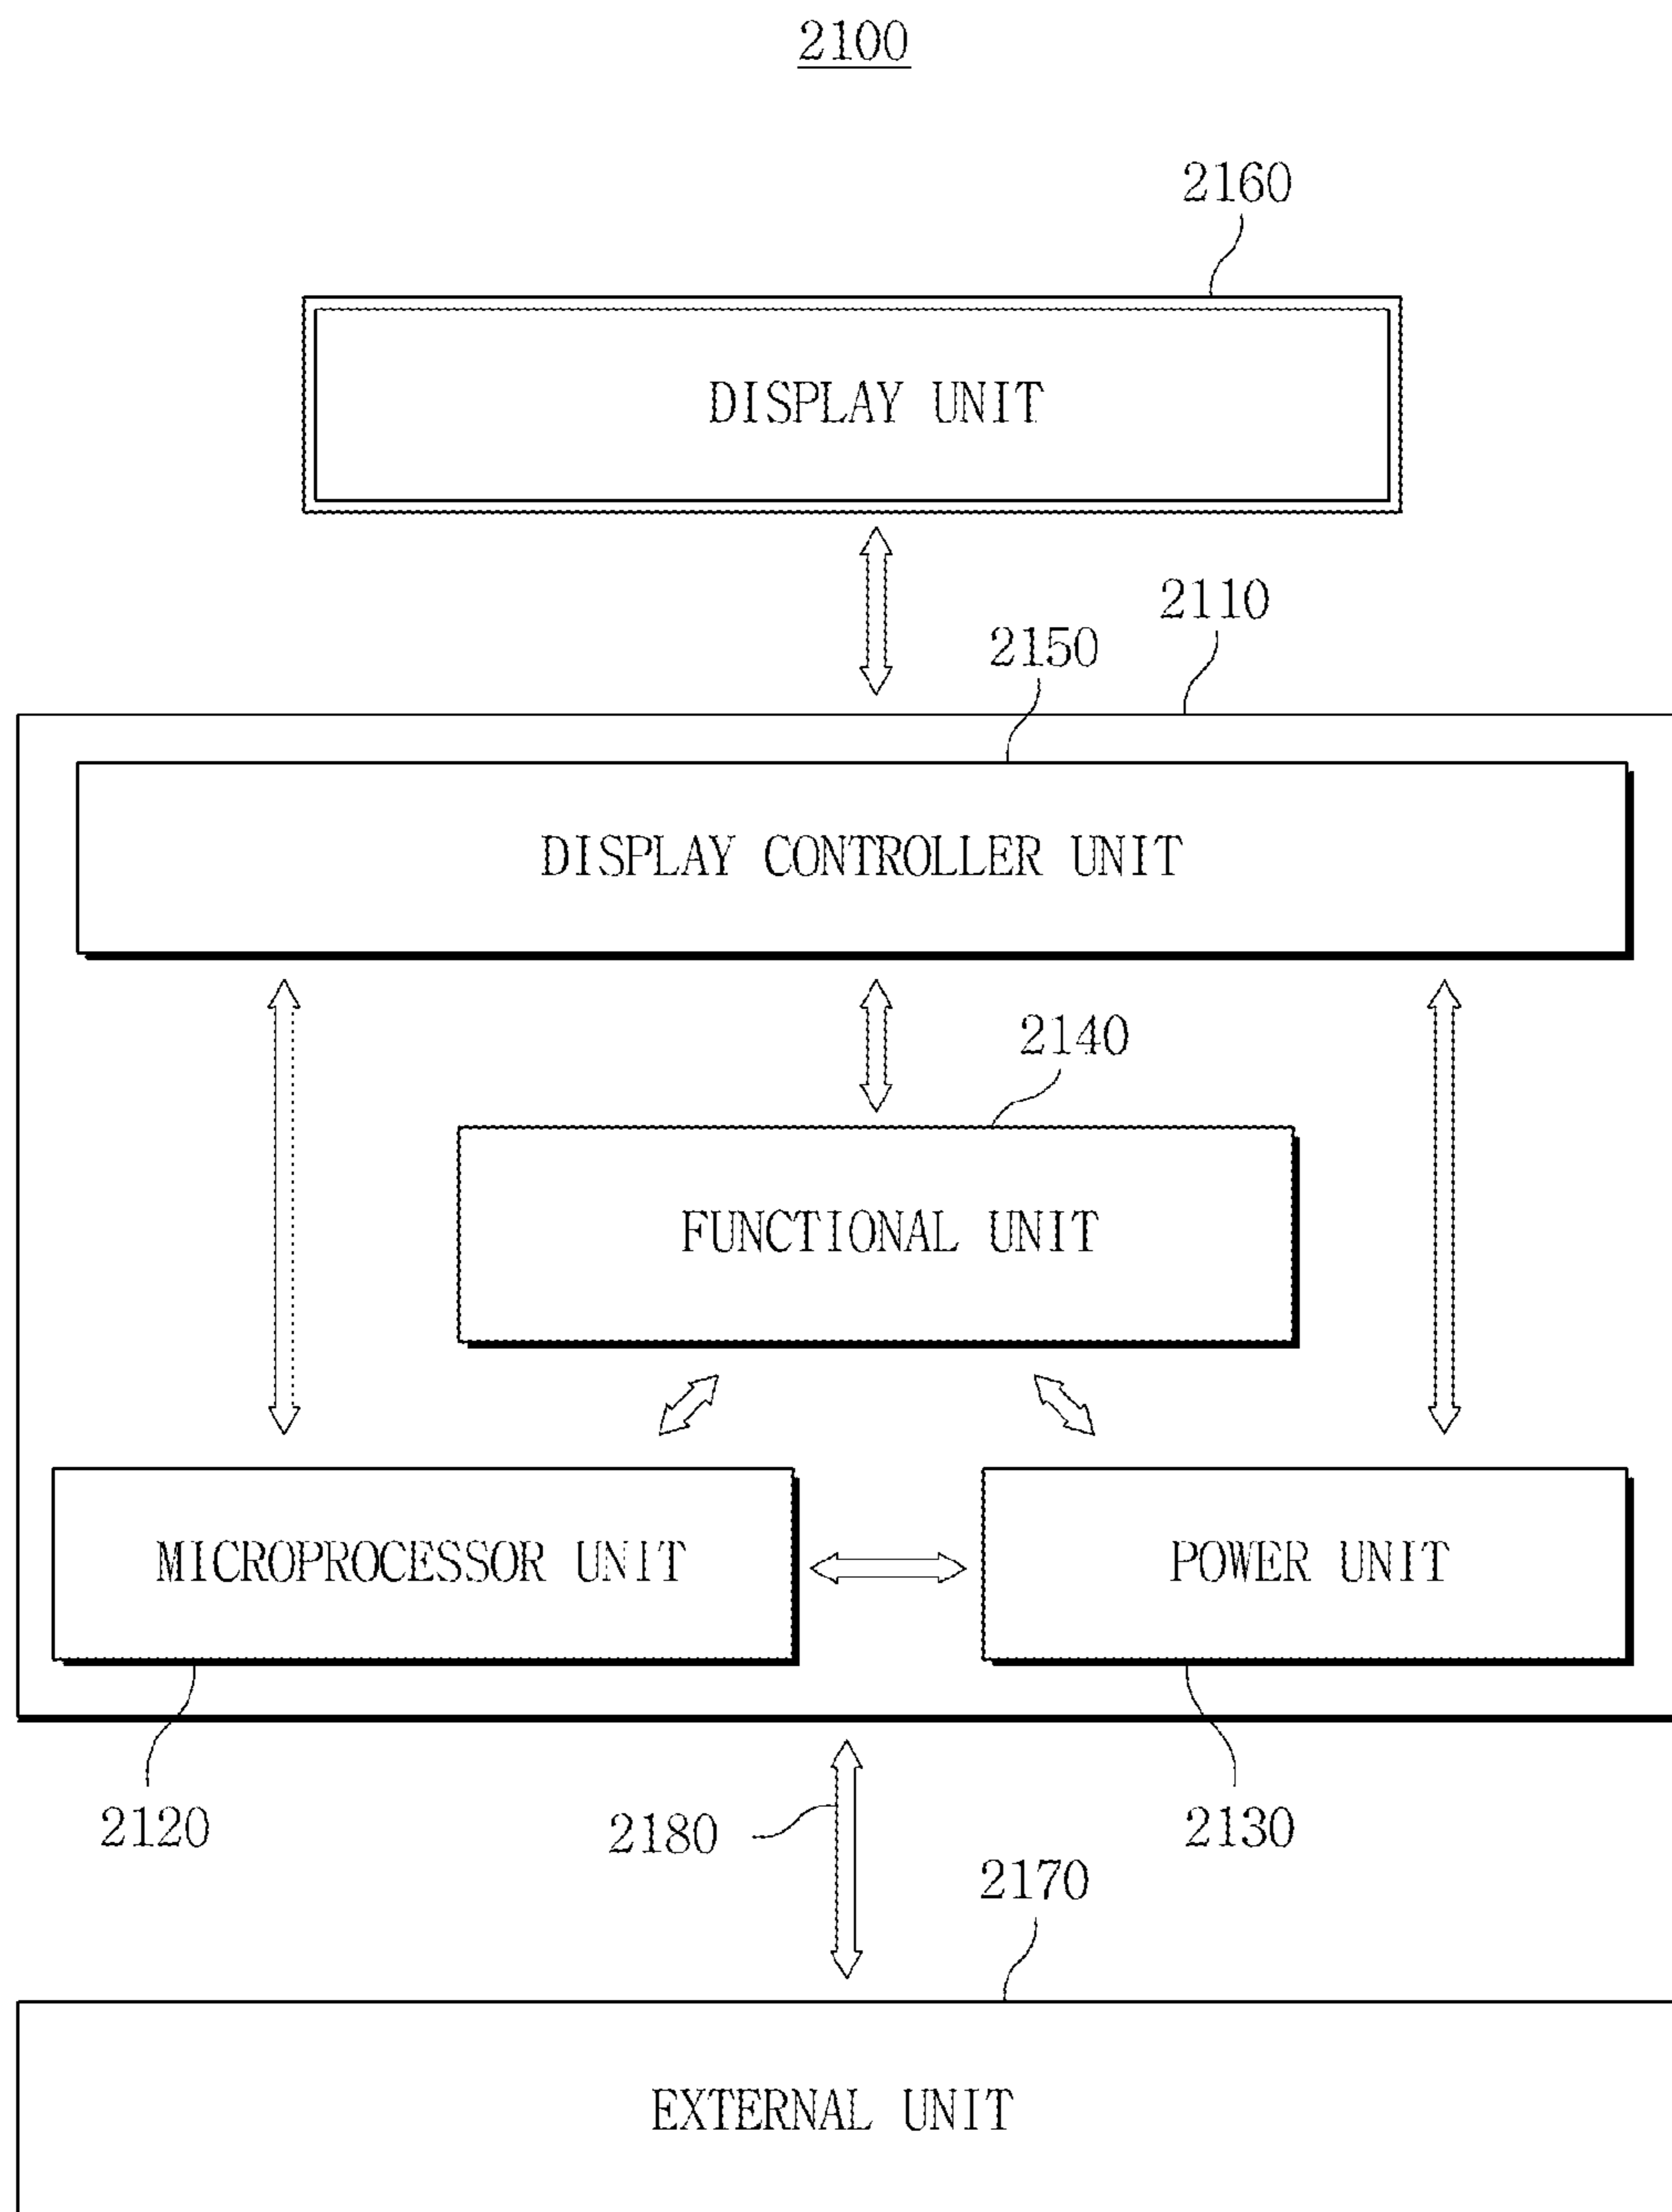 2100
2160
DISPLAY UNIT
2110
2150
DISPLAY CONTROLLER UNIT
2140
FUNCTIONAL UNIT
MICROPROCESSOR UNIT
POWER UNIT
2120
2180
2130
2170
EXTERNAL UNIT